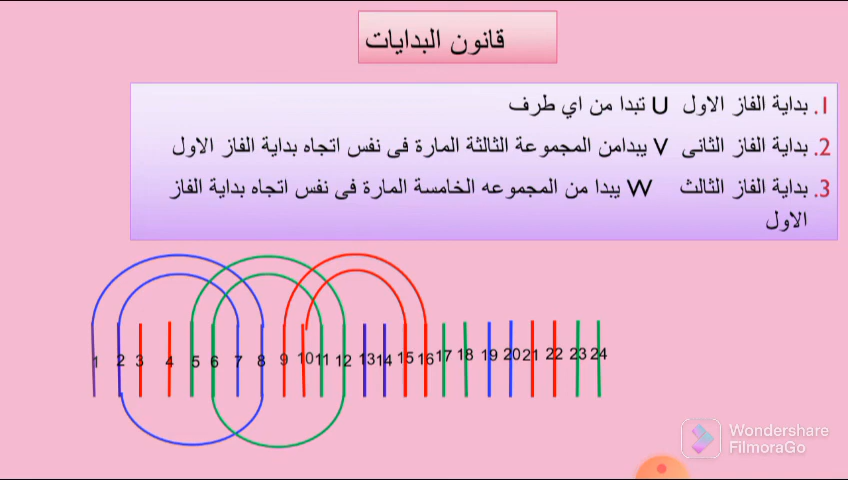 قانون البدايات
1. بداية الفاز الاول U تبدا من اي طرف
2. بداية الفاز الثانى V يبدامن المجموعة الثالثة المارة فى نفس اتجاه بداية الفاز الاول
3. بداية الفاز الثالث W يبدا من المجموعه الخامسة المارة فى نفس اتجاه بداية الفاز
الاول
1 2 3 4 5 6 7 8 9 10 11 12 13 14 15 16 17 18 19 20 21 22 23 24
Wondershare
FilmoraGo